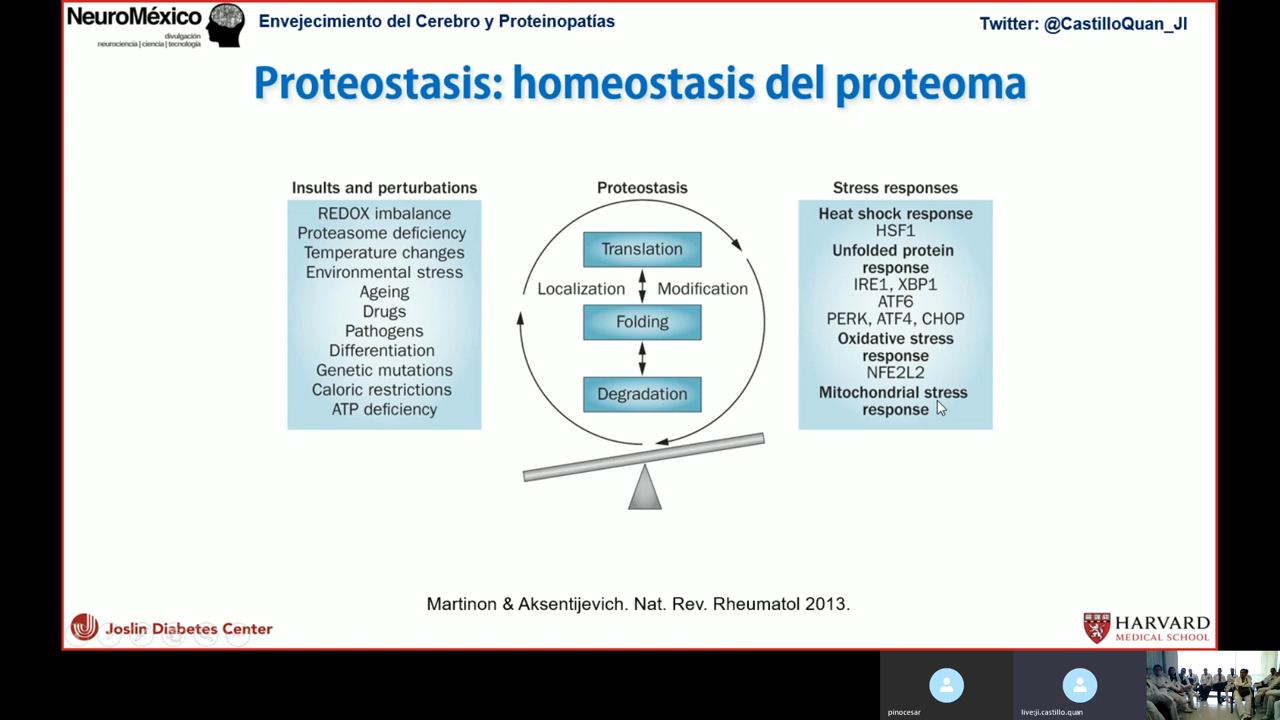 NeuroMéxico
divulgación
neurociencia | ciencia | tecnología
Envejecimiento del Cerebro y Proteinopatías
Twitter: @CastilloQuan_JI
Proteostasis: homeostasis del proteoma
Insults and perturbations
REDOX imbalance
Proteasome deficiency
Temperature changes
Environmental stress
Ageing
Drugs
Pathogens
Differentiation
Genetic mutations
Caloric restrictions
ATP deficiency
Proteostasis
Translation
Localization
Modification
Folding
Degradation
Stress responses
Heat shock response
HSF1
Unfolded protein
response
IRE1, XBP1
ATF6
PERK, ATF4, CHOP
Oxidative stress
response
NFE2L2
Mitochondrial stress
response
Martinon & Aksentijevich. Nat. Rev. Rheumatol 2013.
Joslin Diabetes Center
HARVARD
MEDICAL SCHOOL
pinocesar
live:ji.castillo.quan